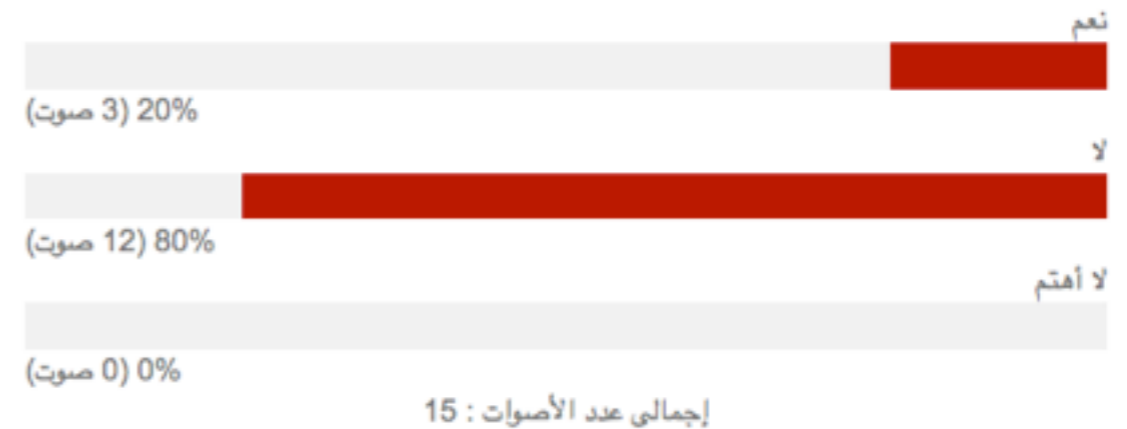 نعم
20% (3 صوت)
لا
80% (12 صوت)
لا أهتم
0% (0 صوت)
إجمالى عدد الأصوات : 15